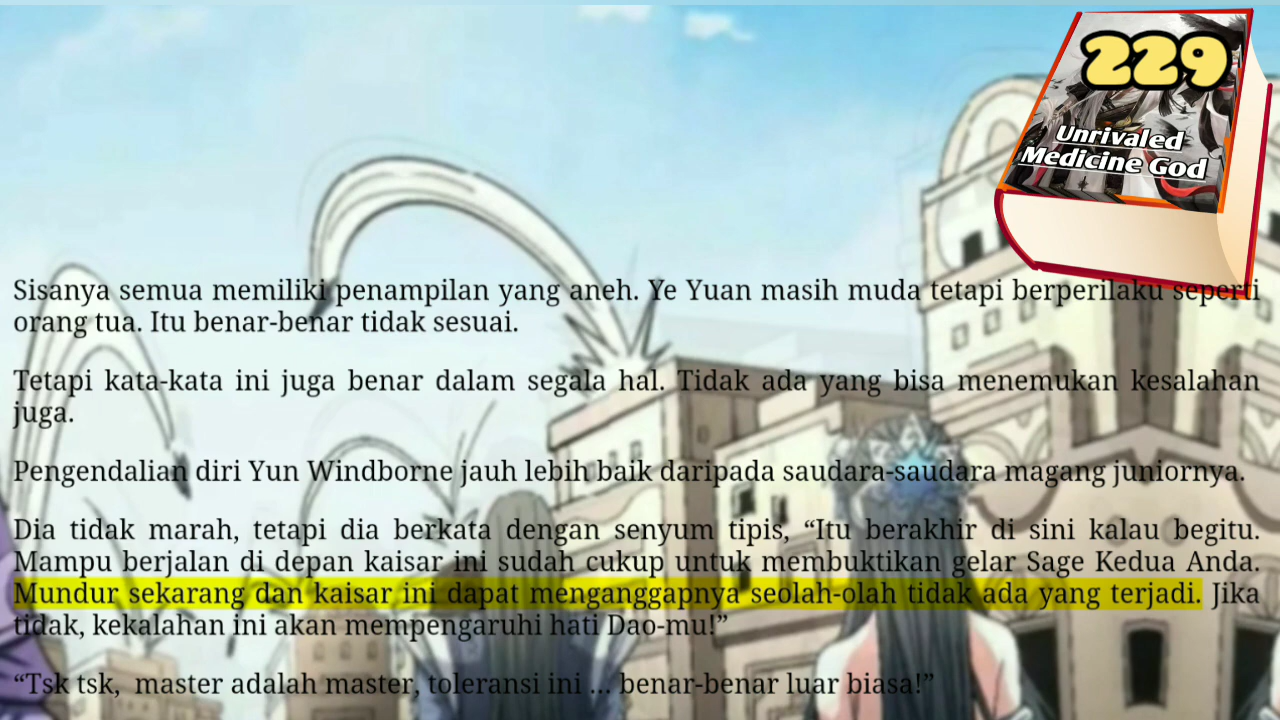 229
Unrivaled
Medicine God
Sisanya semua memiliki penampilan yang aneh. Ye Yuan masih muda tetapi berperilaku seperti
orang tua. Itu benar-benar tidak sesuai.
Tetapi kata-kata ini juga benar dalam segala hal. Tidak ada yang bisa menemukan kesalahan
juga.
Pengendalian diri Yun Windborne jauh lebih baik daripada saudara-saudara magang juniornya.
Dia tidak marah, tetapi dia berkata dengan senyum tipis, “Itu berakhir di sini kalau begitu.
Mampu berjalan di depan kaisar ini sudah cukup untuk membuktikan gelar Sage Kedua Anda.
Mundur sekarang dan kaisar ini dapat menganggapnya seolah-olah tidak ada yang terjadi. Jika
tidak, kekalahan ini akan mempengaruhi hati Dao-mu!”
“Tsk tsk, master adalah master, toleransi ini ... benar-benar luar biasa!”